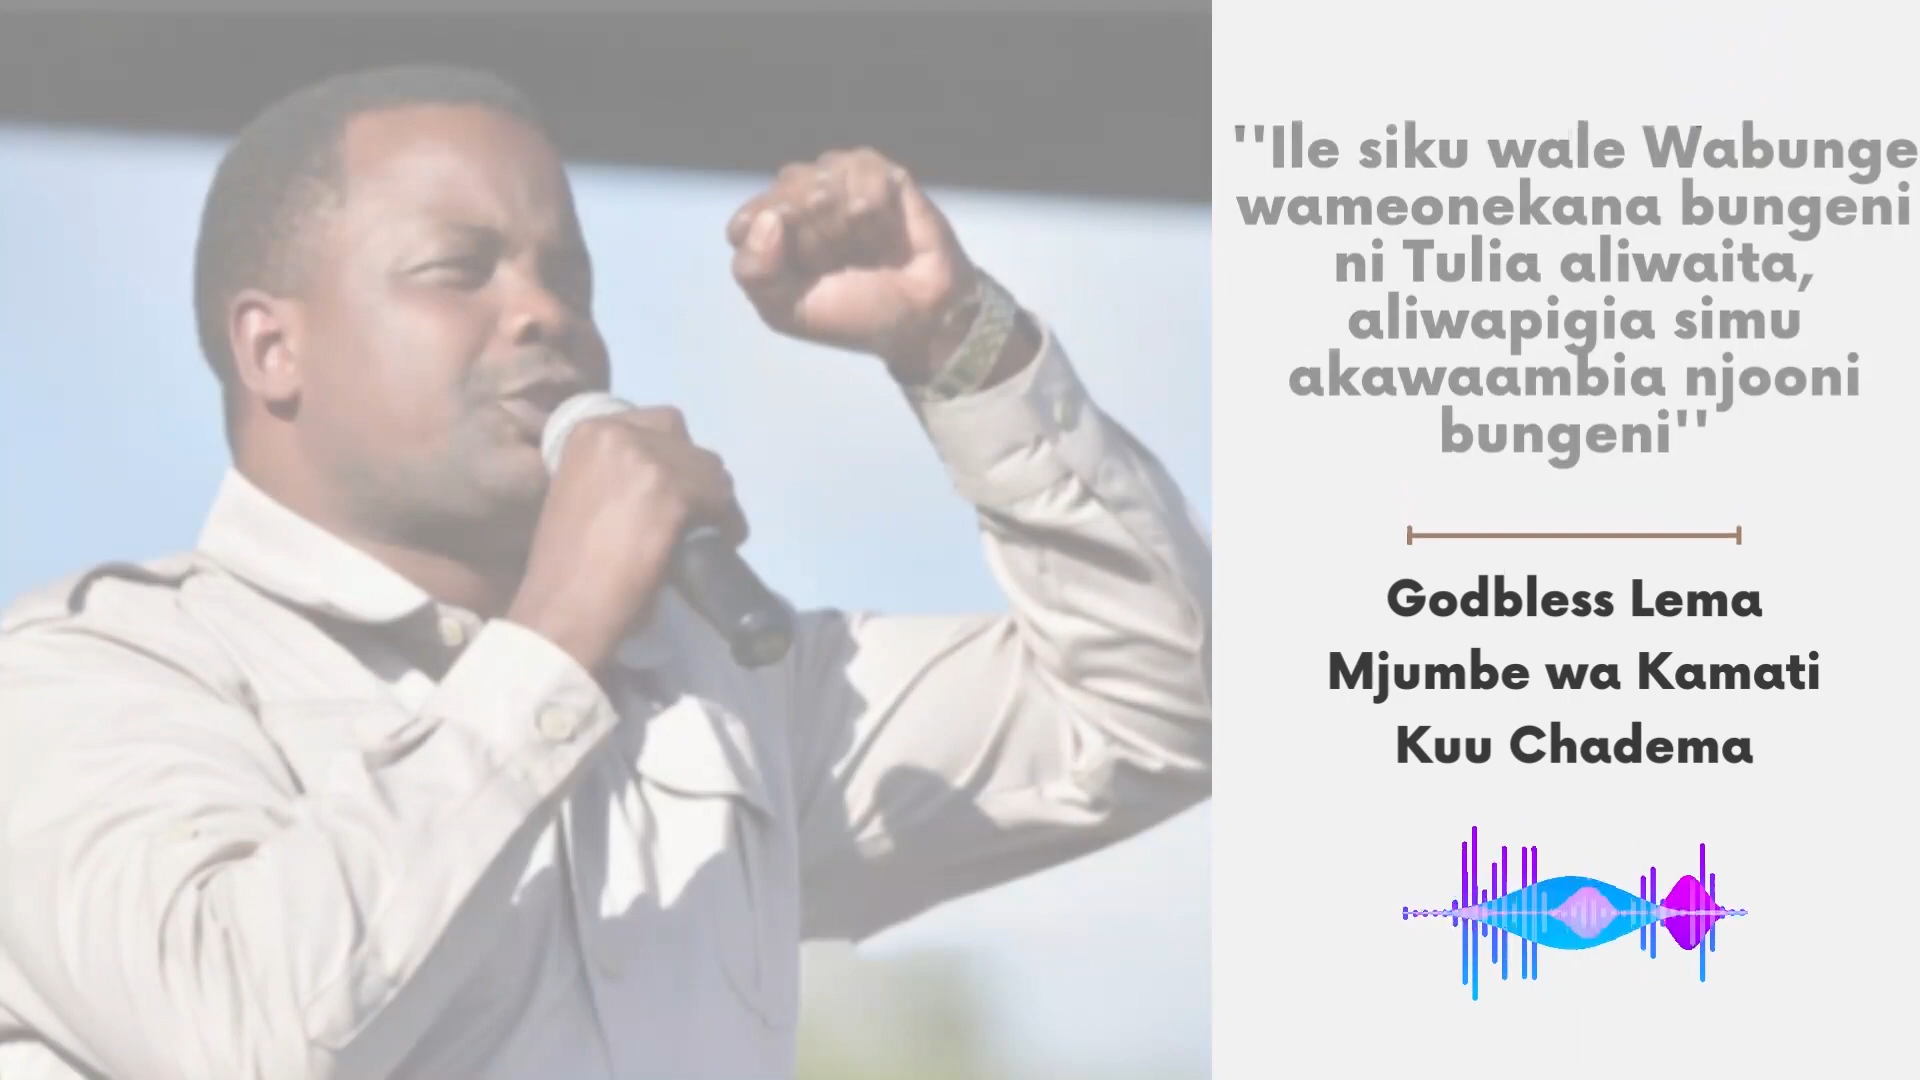 ''Ile siku wale Wabunge
wameonekana bungeni
ni Tulia aliwaita,
aliwapigia simu
akawaambia njooni
bungeni''
Godbless Lema
Mjumbe wa Kamati
Kuu Chadema